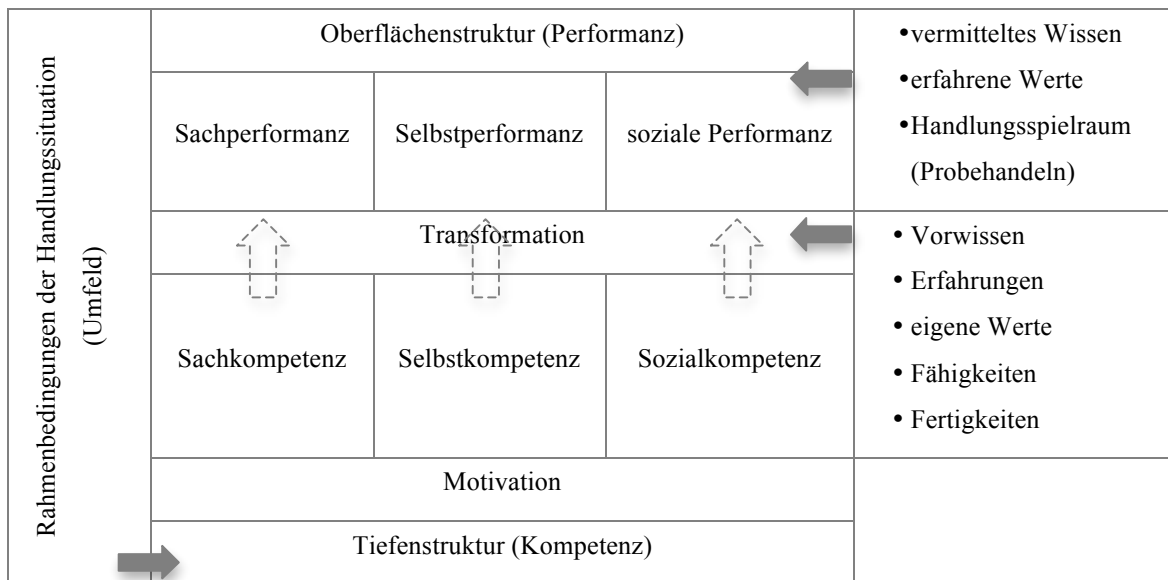 Rahmenbedingungen der Handlungssituation
(Umfeld)
Oberflächenstruktur (Performanz)
Sachperformanz
Selbstperformanz
soziale Performanz
•vermitteltes Wissen
•erfahrene Werte
•Handlungsspielraum
(Probehandeln)
Transformation
Sachkompetenz
Selbstkompetenz
Sozialkompetenz
• Vorwissen
• Erfahrungen
• eigene Werte
• Fähigkeiten
• Fertigkeiten
Motivation
Tiefenstruktur (Kompetenz)